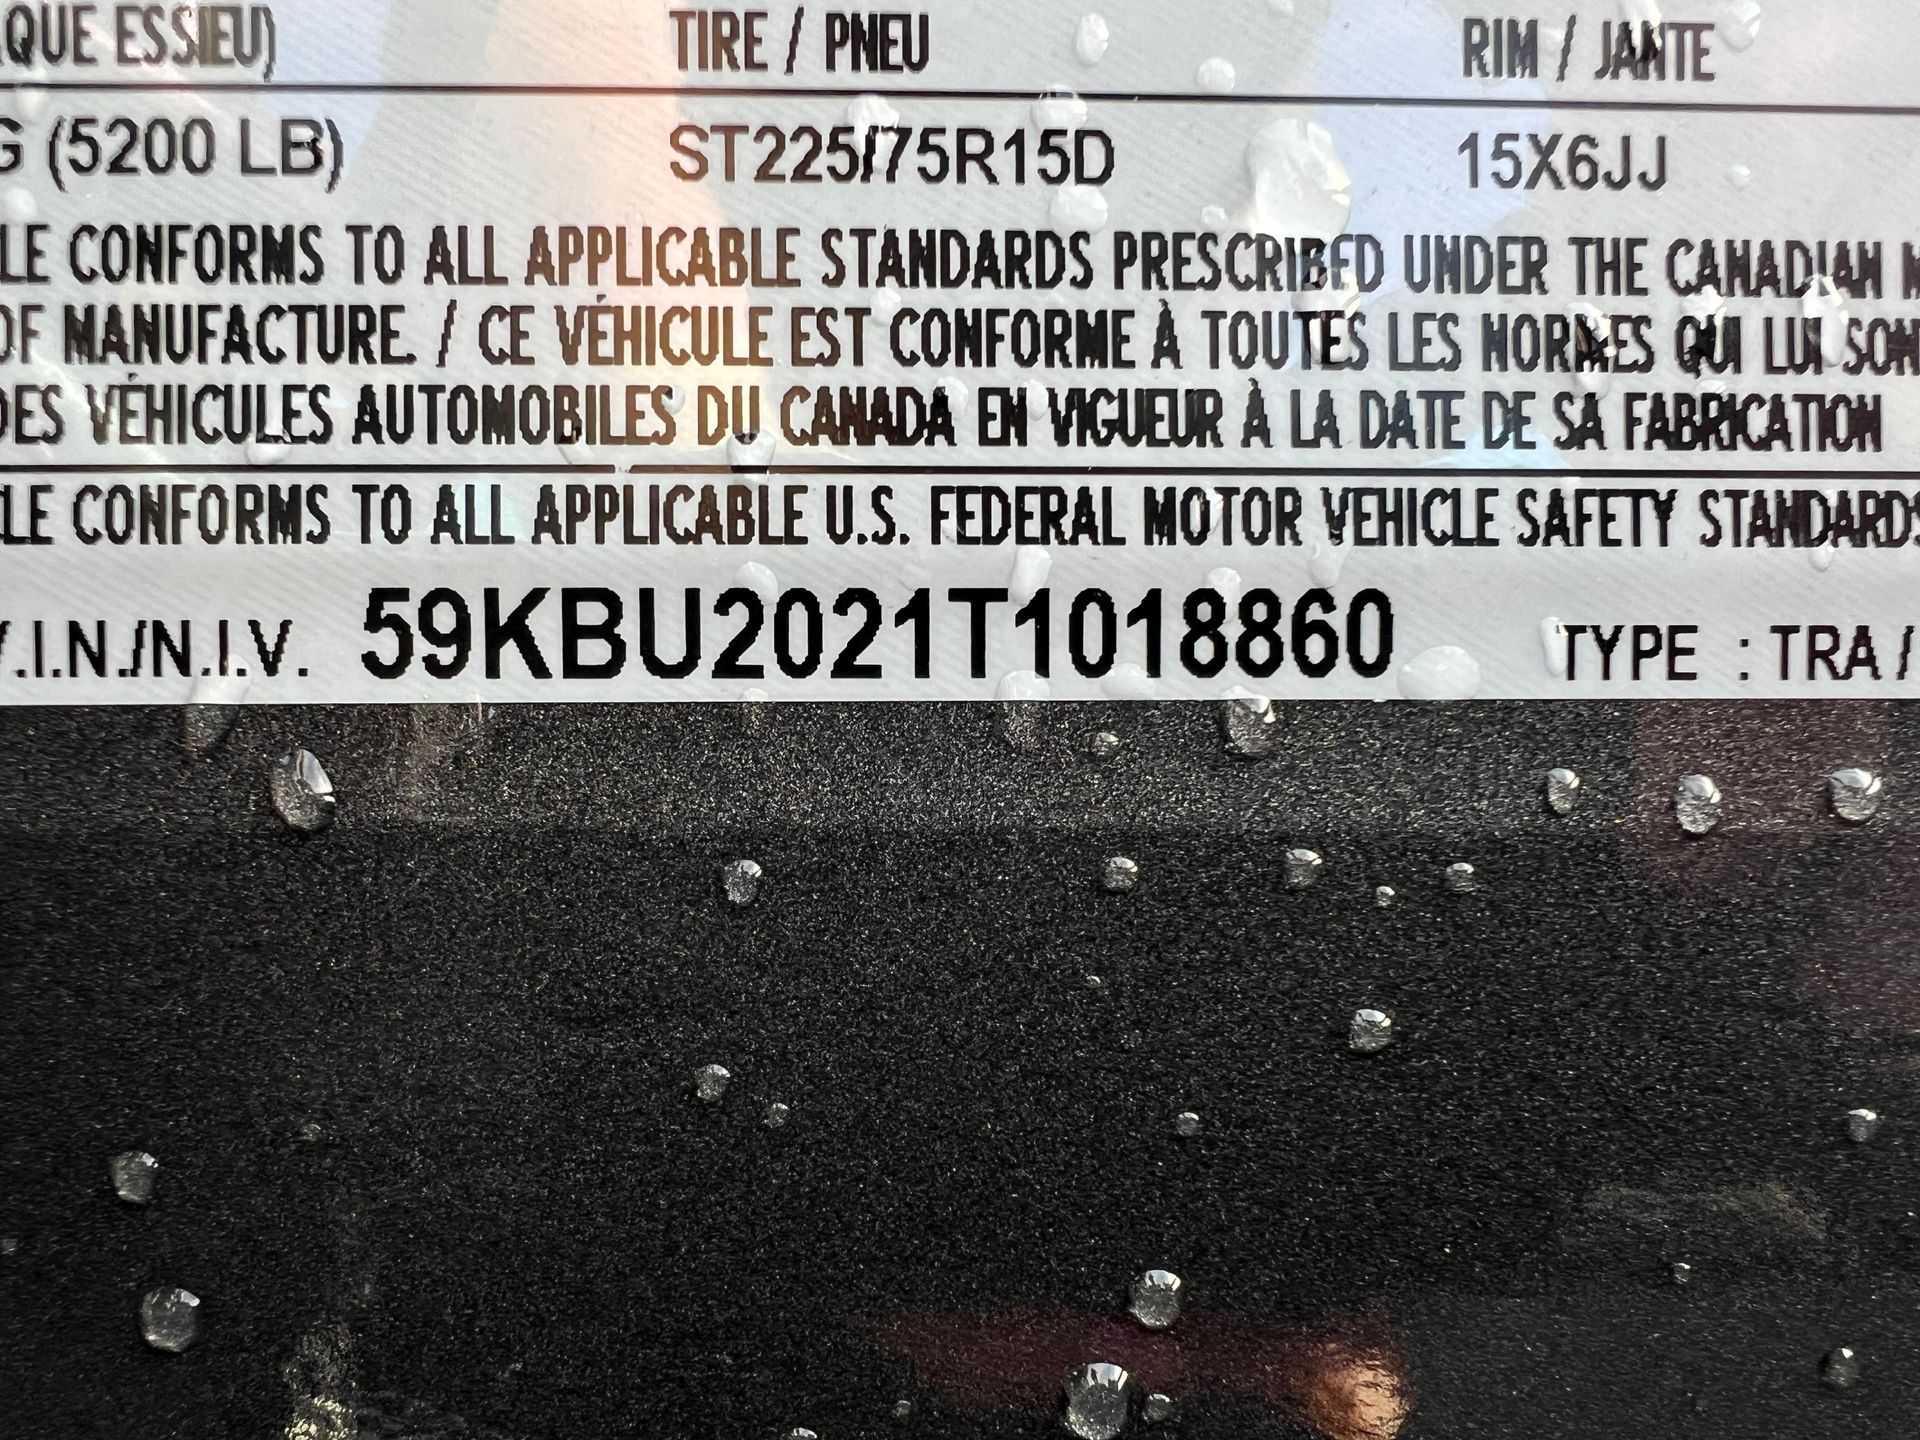 QUE ESSIEU) TIRE / PNEU RIM / JANTE
G (5200 LB) ST225/75R15D 15X6JJ
LE CONFORMS TO ALL APPLICABLE STANDARDS PRESCRIBED UNDER THE CANADIAN M
OF MANUFACTURE. / CE VÉHICULE EST CONFORME À TOUTES LES NORMES QUI LUI SON
DES VÉHICULES AUTOMOBILES DU CANADA EN VIGUEUR À LA DATE DE SA FABRICATION
LE CONFORMS TO ALL APPLICABLE U.S. FEDERAL MOTOR VEHICLE SAFETY STANDARDS
V.I.N./N.I.V. 59KBU2021T1018860 TYPE : TRA /